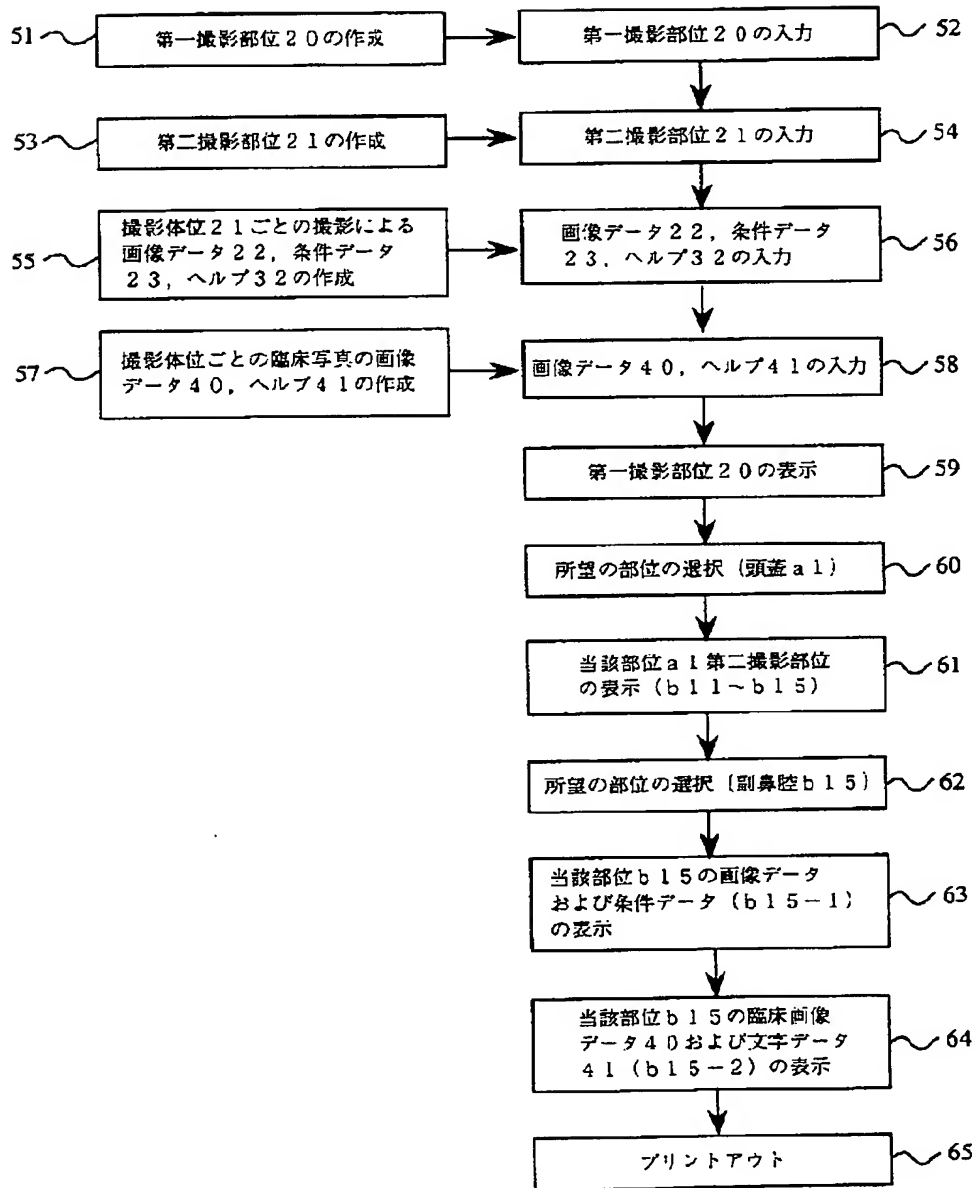 51
第一撮影部位20の作成
第一撮影部位20の入力
52
53
第二撮影部位21の作成
第二撮影部位21の入力
54
55
撮影体位21ごとの撮影による
画像データ22，条件データ
23，ヘルプ32の作成
画像データ22，条件データ
23，ヘルプ32の入力
56
57
撮影体位ごとの臨床写真の画像
データ40，ヘルプ41の作成
画像データ40，ヘルプ41の入力
58
第一撮影部位20の表示
59
所望の部位の選択（頭蓋a1）
60
当該部位a1第二撮影部位
の表示（b11～b15）
61
所望の部位の選択（副鼻腔b15）
62
当該部位b15の画像データ
および条件データ（b15－1）
の表示
63
当該部位b15の臨床画像
データ40および文字データ
41（b15－2）の表示
64
プリントアウト
65